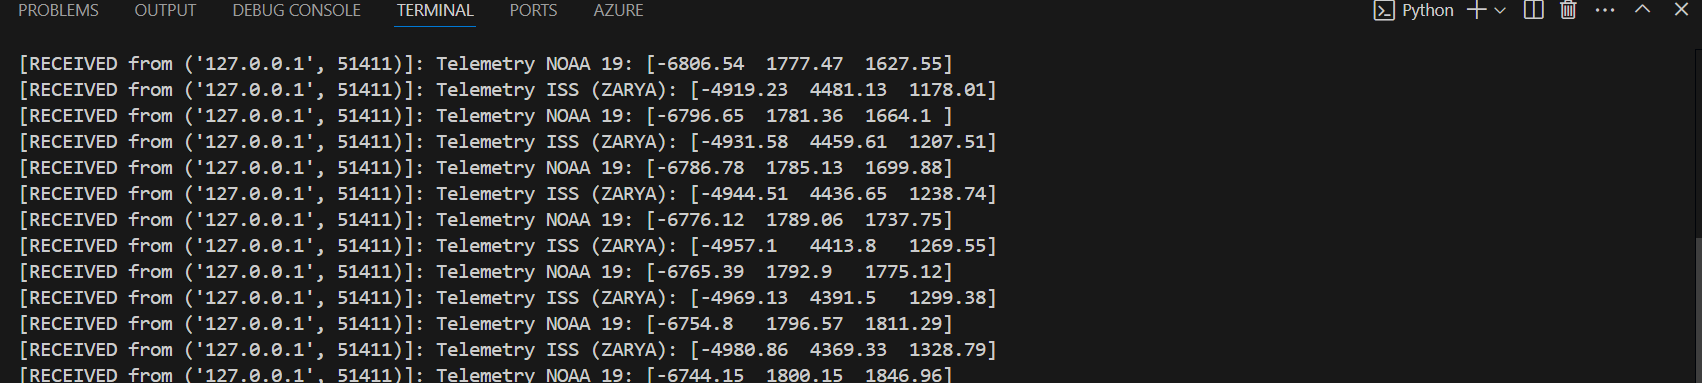 PROBLEMS OUTPUT DEBUG CONSOLE TERMINAL PORTS AZURE Python
[RECEIVED from ('127.0.0.1', 51411)]: Telemetry NOAA 19: [-6806.54  1777.47  1627.55]
[RECEIVED from ('127.0.0.1', 51411)]: Telemetry ISS (ZARYA): [-4919.23  4481.13  1178.01]
[RECEIVED from ('127.0.0.1', 51411)]: Telemetry NOAA 19: [-6796.65  1781.36  1664.1 ]
[RECEIVED from ('127.0.0.1', 51411)]: Telemetry ISS (ZARYA): [-4931.58  4459.61  1207.51]
[RECEIVED from ('127.0.0.1', 51411)]: Telemetry NOAA 19: [-6786.78  1785.13  1699.88]
[RECEIVED from ('127.0.0.1', 51411)]: Telemetry ISS (ZARYA): [-4944.51  4436.65  1238.74]
[RECEIVED from ('127.0.0.1', 51411)]: Telemetry NOAA 19: [-6776.12  1789.06  1737.75]
[RECEIVED from ('127.0.0.1', 51411)]: Telemetry ISS (ZARYA): [-4957.1   4413.8   1269.55]
[RECEIVED from ('127.0.0.1', 51411)]: Telemetry NOAA 19: [-6765.39  1792.9   1775.12]
[RECEIVED from ('127.0.0.1', 51411)]: Telemetry ISS (ZARYA): [-4969.13  4391.5   1299.38]
[RECEIVED from ('127.0.0.1', 51411)]: Telemetry NOAA 19: [-6754.8   1796.57  1811.29]
[RECEIVED from ('127.0.0.1', 51411)]: Telemetry ISS (ZARYA): [-4980.86  4369.33  1328.79]
[RECEIVED from ('127.0.0.1', 51411)]: Telemetry NOAA 19: [-6744.15  1800.15  1846.96]